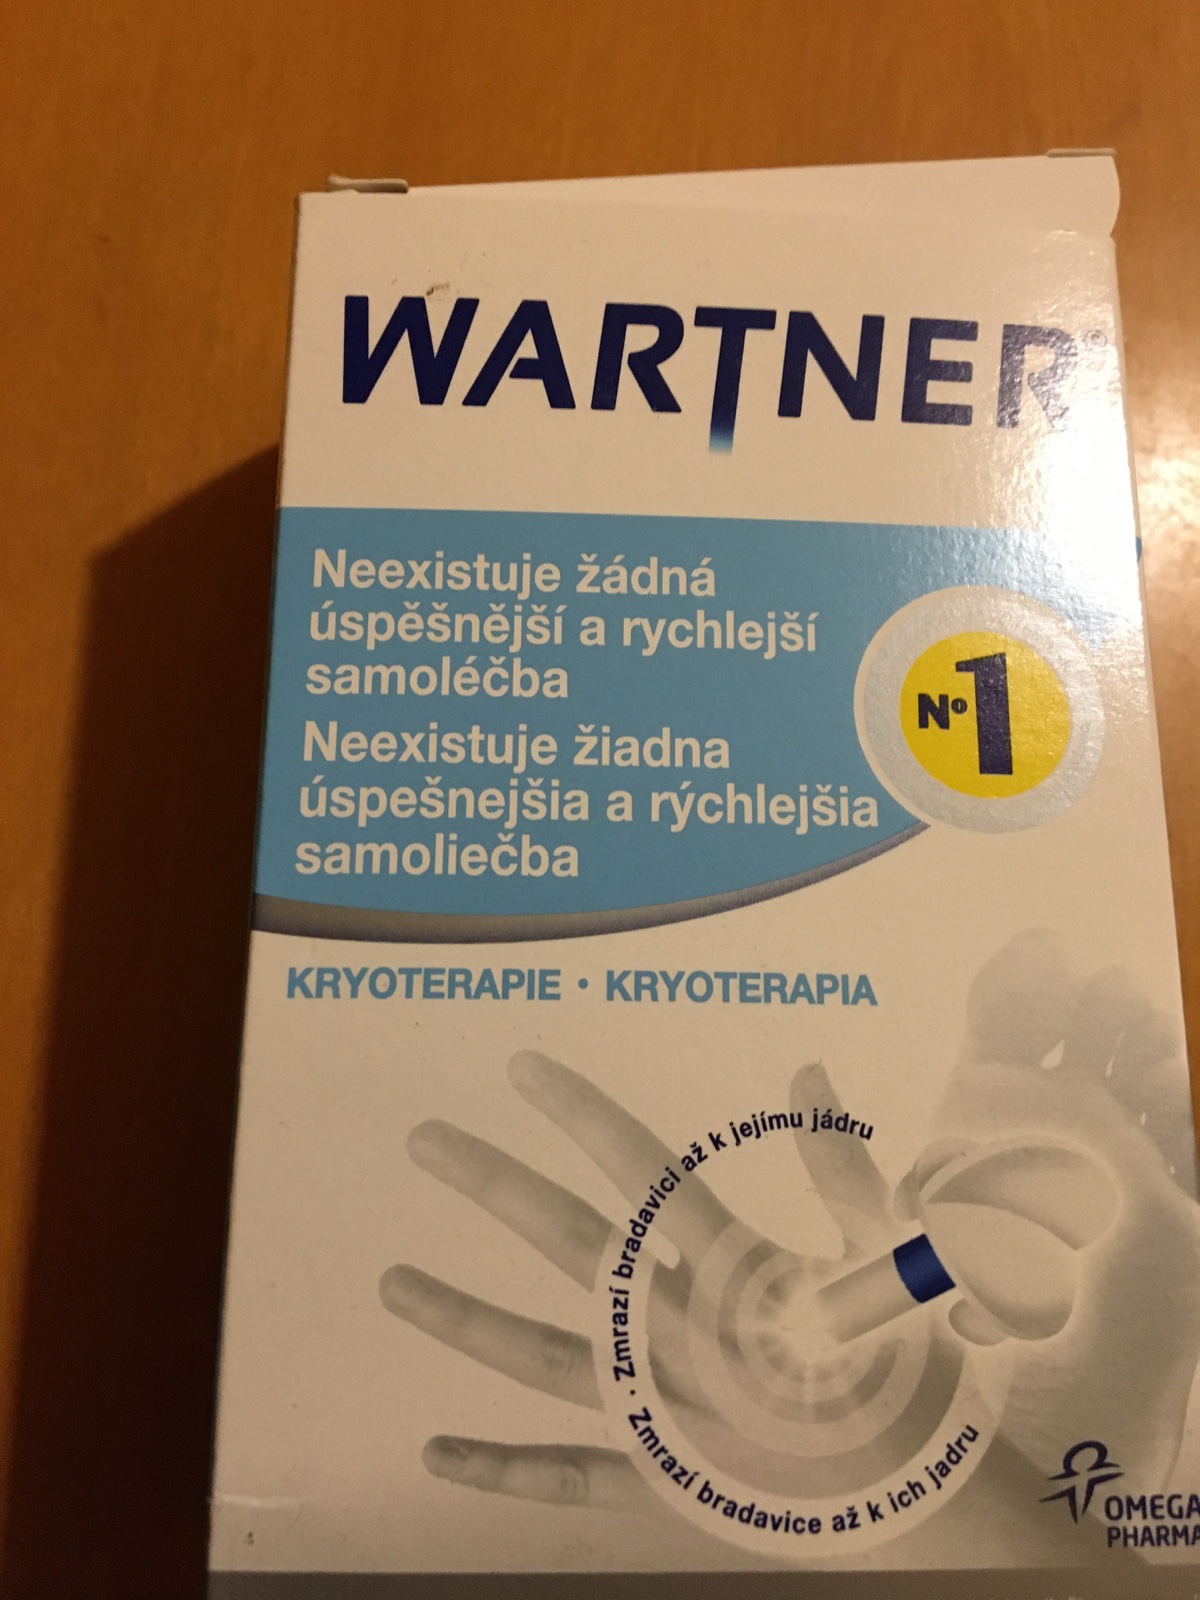 WARTNER®
Neexistuje žádná
úspěšnější a rychlejší
samoléčba
Neexistuje žiadna
úspešnejšia a rýchlejšia
samoliečba
Nº1
KRYOTERAPIE • KRYOTERAPIA
Zmrazí bradavici až k jejímu jádru
· Zmrazí bradavice až k ich jadru
OMEGA
PHARMA